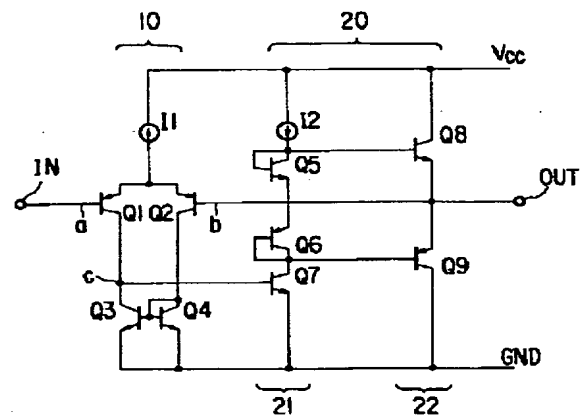 10 20
Vcc
I1 I2
Q8
Q5
IN OUT
Q1 Q2
a b
Q6
Q9
c Q7
Q3 Q4
GND
21 22